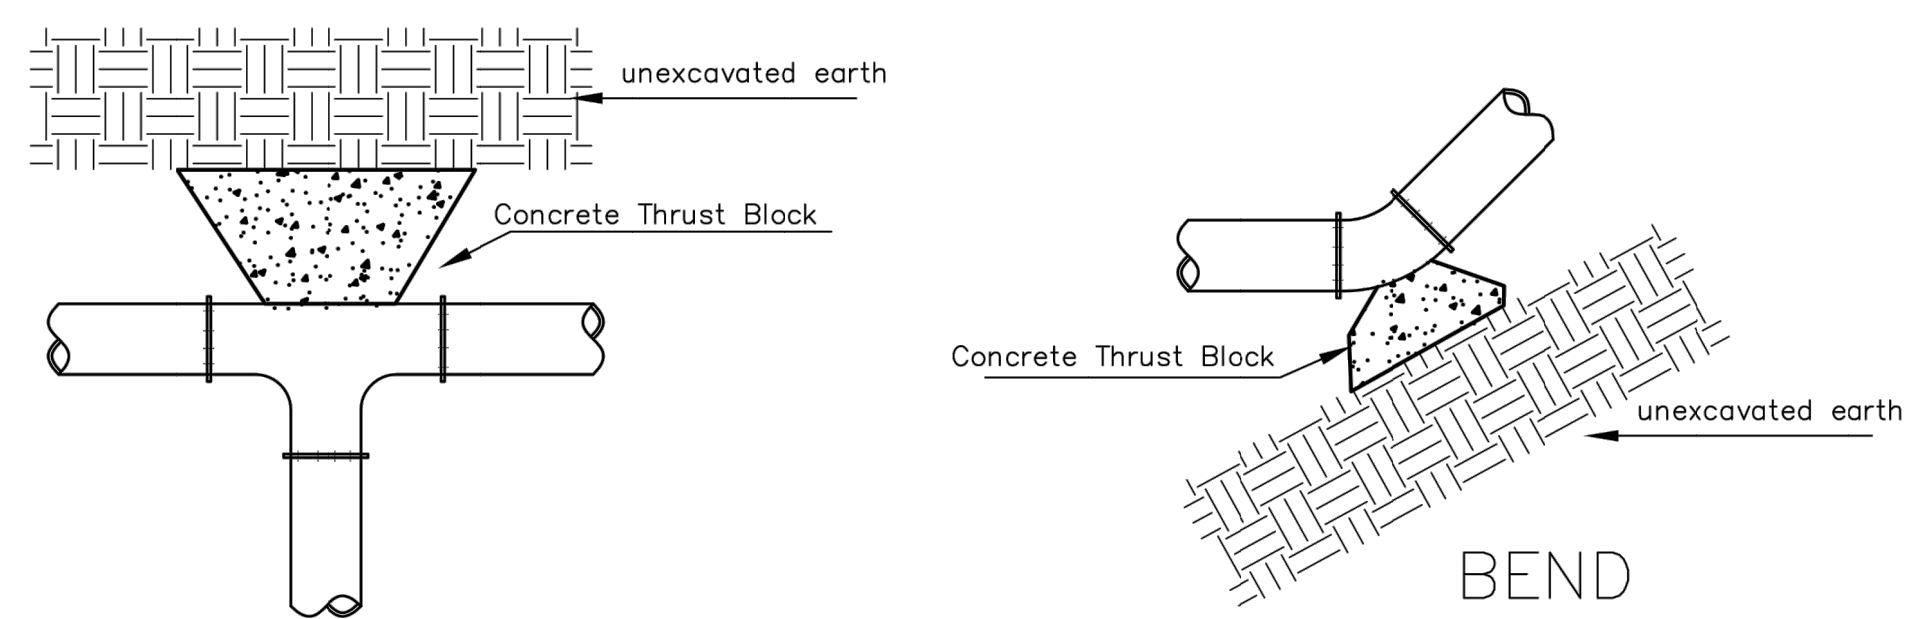 unexcavated earth
Concrete Thrust Block
Concrete Thrust Block
unexcavated earth
BEND